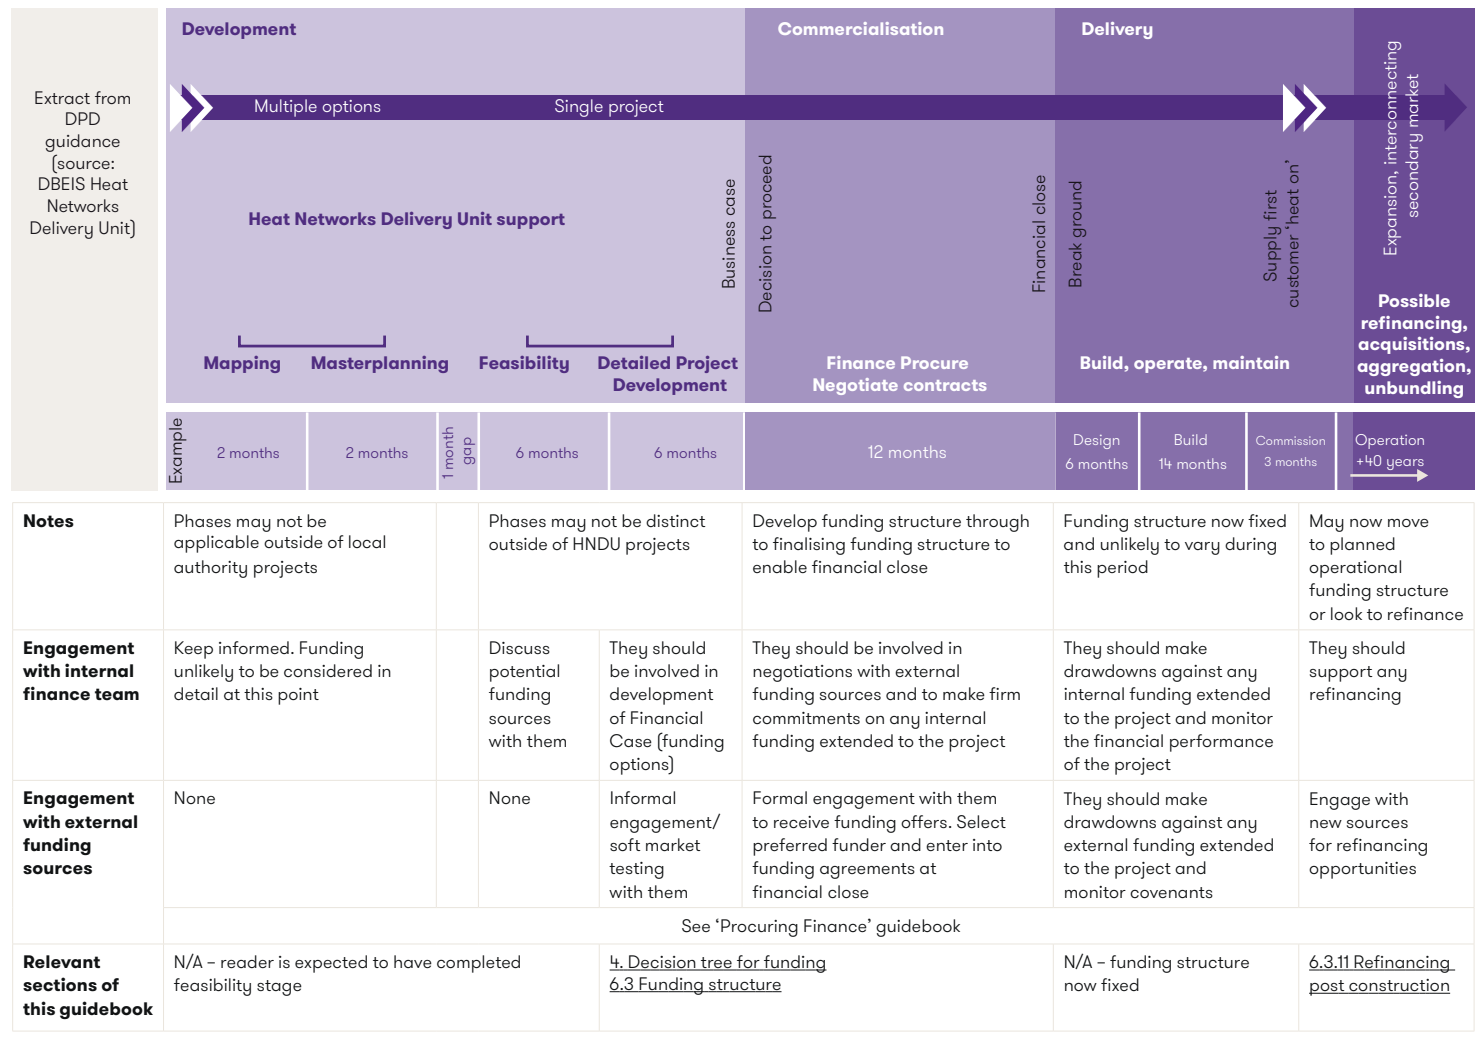 Extract from
DPD
guidance
(source:
DBEIS Heat
Networks
Delivery Unit)
Development
Commercialisation
Delivery
Multiple options
Single project
Heat Networks Delivery Unit support
Business case
Decision to proceed
Financial close
Break ground
Supply first
customer ‘heat on’
Expansion, interconnecting
secondary market
Mapping
Masterplanning
Feasibility
Detailed Project
Development
Finance Procure
Negotiate contracts
Build, operate, maintain
Possible
refinancing,
acquisitions,
aggregation,
unbundling
Example
2 months
2 months
1 month
gap
6 months
6 months
12 months
Design
6 months
Build
14 months
Commission
3 months
Operation
+40 years
Notes
Phases may not be
applicable outside of local
authority projects
Phases may not be distinct
outside of HNDU projects
Develop funding structure through
to finalising funding structure to
enable financial close
Funding structure now fixed
and unlikely to vary during
this period
May now move
to planned
operational
funding structure
or look to refinance
Engagement
with internal
finance team
Keep informed. Funding
unlikely to be considered in
detail at this point
Discuss
potential
funding
sources
with them
They should
be involved in
development
of Financial
Case (funding
options)
They should be involved in
negotiations with external
funding sources and to make firm
commitments on any internal
funding extended to the project
They should make
drawdowns against any
internal funding extended
to the project and monitor
the financial performance
of the project
They should
support any
refinancing
Engagement
with external
funding
sources
None
None
Informal
engagement/
soft market
testing
with them
Formal engagement with them
to receive funding offers. Select
preferred funder and enter into
funding agreements at
financial close
They should make
drawdowns against any
external funding extended
to the project and
monitor covenants
Engage with
new sources
for refinancing
opportunities
See ‘Procuring Finance’ guidebook
Relevant
sections of
this guidebook
N/A – reader is expected to have completed
feasibility stage
4. Decision tree for funding
6.3 Funding structure
N/A – funding structure
now fixed
6.3.11 Refinancing
post construction